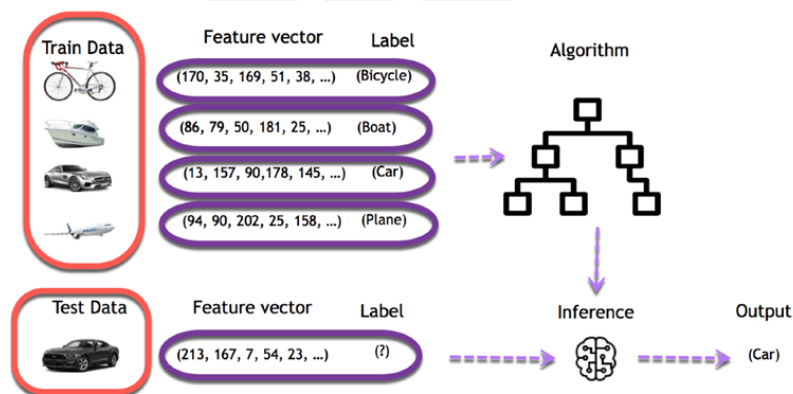 Train Data
Feature vector
Label
Algorithm
(170, 35, 169, 51, 38, …)
(Bicycle)
(86, 79, 50, 181, 25, …)
(Boat)
(13, 157, 90,178, 145, …)
(Car)
(94, 90, 202, 25, 158, …)
(Plane)
Test Data
Feature vector
Label
Inference
Output
(213, 167, 7, 54, 23, …)
(?)
(Car)